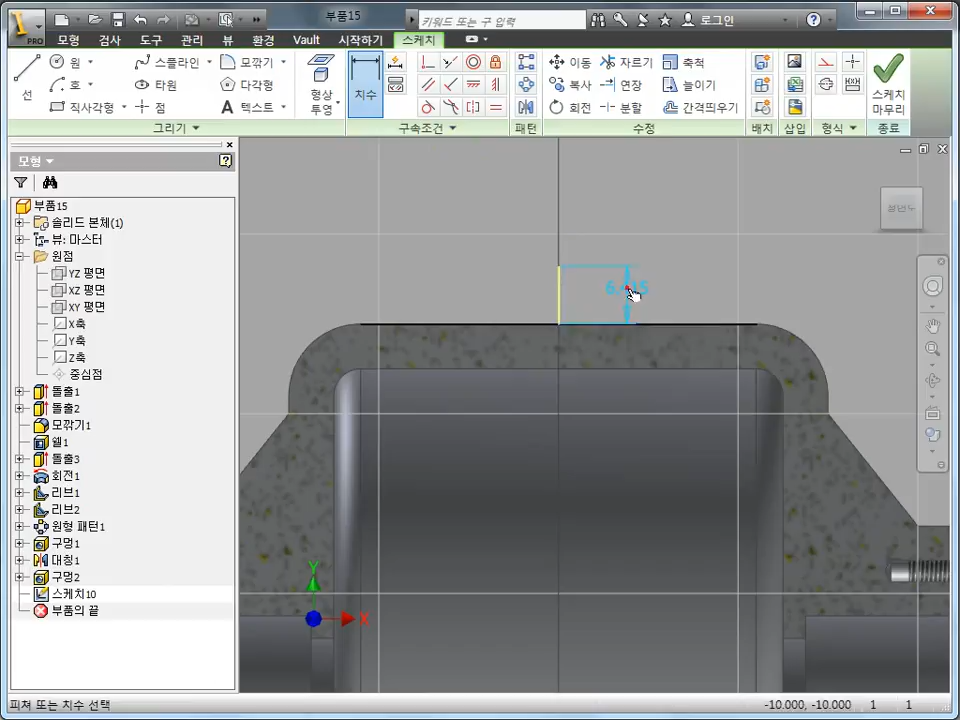 부품15
키워드 또는 구 입력
로그인
PRO
모형 검사 도구 관리 뷰 환경 Vault 시작하기 스케치
선
원
호
직사각형
스플라인
타원
점
모깎기
다각형
텍스트
형상
투영
치수
이동
복사
회전
자르기
연장
분할
축척
늘이기
간격띄우기
스케치
마무리
그리기
구속조건
패턴
수정
배치
삽입
형식
종료
모형
부품15
솔리드 본체(1)
뷰: 마스터
원점
YZ 평면
XZ 평면
XY 평면
X축
Y축
Z축
중심점
돌출1
돌출2
모깎기1
쉘1
돌출3
회전1
리브1
리브2
원형 패턴1
구멍1
대칭1
구멍2
스케치10
부품의 끝
Y
X
피쳐 또는 치수 선택
-10.000, -10.000 1 1